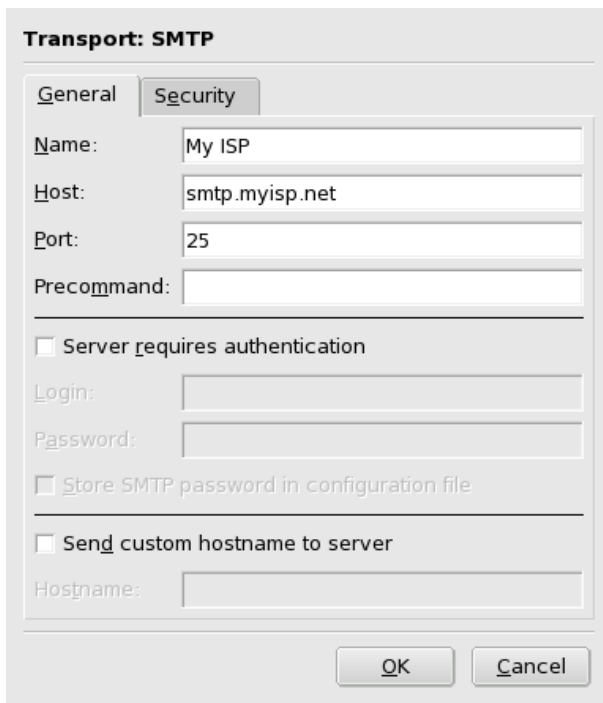 Transport: SMTP
General Security
Name: My ISP
Host: smtp.myisp.net
Port: 25
Precommand:
Server requires authentication
Login:
Password:
Store SMTP password in configuration file
Send custom hostname to server
Hostname:
OK Cancel